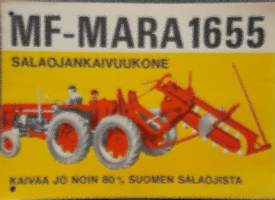 MF-MARA 1655
SALAOJANKAIVUUKONE
KAIVAA JO NOIN 80% SUOMEN SALAOJISTA